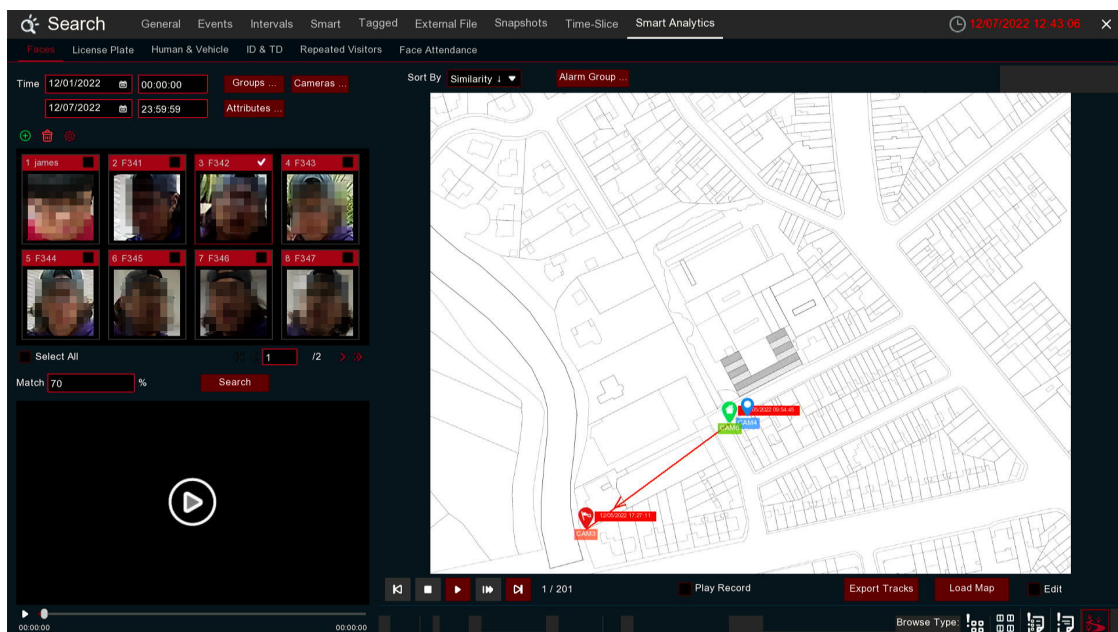 Search General Events Intervals Smart Tagged External File Snapshots Time-Slice Smart Analytics 12/07/2022 12:43:06
Faces License Plate Human & Vehicle ID & TD Repeated Visitors Face Attendance
Time 12/01/2022 00:00:00 Groups ... Cameras ...
Sort By Similarity ↓ Alarm Group ...
12/07/2022 23:59:59 Attributes ...
1 james 2 F341 3 F342 4 F343
5 F344 6 F345 7 F346 8 F347
Select All 1 /2
Match 70 % Search
05/2022 09:54:45
CAM6 CAM4
12/05/2022 17:27:11
CAM3
1 / 201 Play Record Export Tracks Load Map Edit
Browse Type:
00:00:00 00:00:00